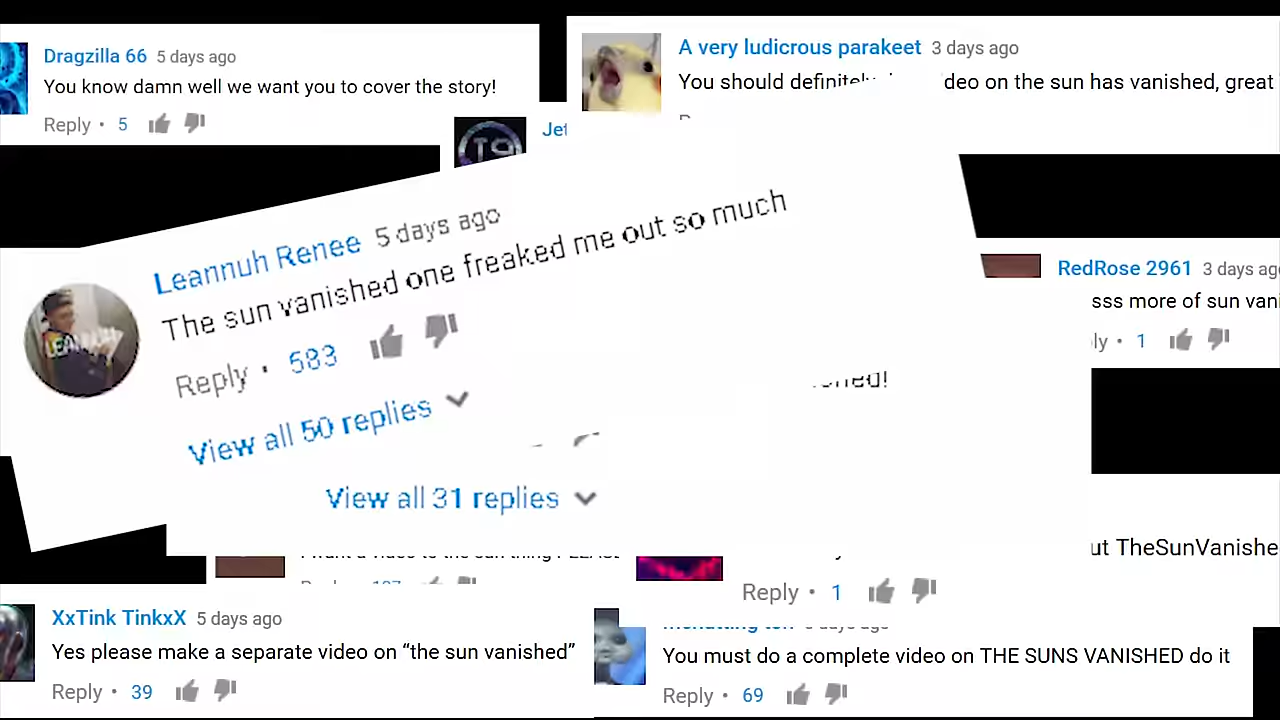 Dragzilla 66 5 days ago
You know damn well we want you to cover the story!
Reply • 5
A very ludicrous parakeet 3 days ago
You should definitely deo on the sun has vanished, great
Jet
Leannuh Renee 5 days ago
The sun vanished one freaked me out so much
Reply • 583
View all 50 replies
RedRose 2961 3 days ago
sss more of sun vani
ly • 1
View all 31 replies
ut TheSunVanishe
Reply • 1
XxTink TinkxX 5 days ago
Yes please make a separate video on “the sun vanished”
Reply • 39
You must do a complete video on THE SUNS VANISHED do it
Reply • 69